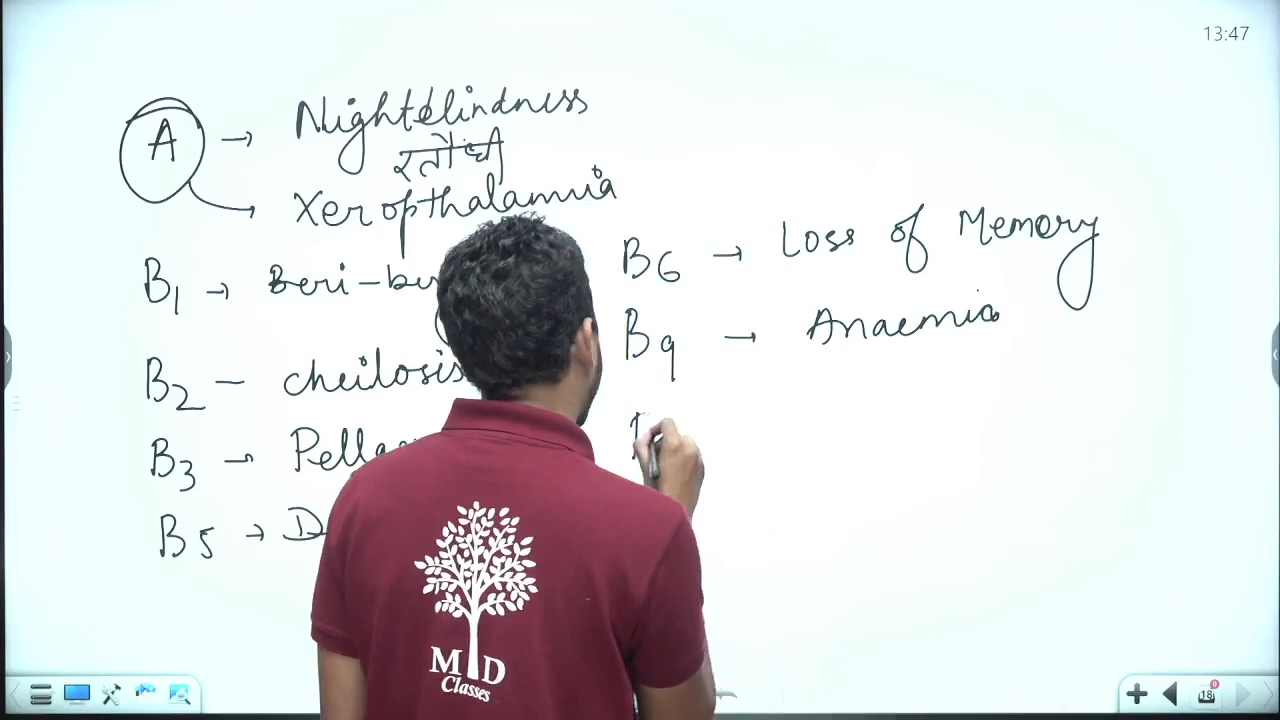 13:47
A → Nightblindness
रतौंधी
Xeropthalamia
B1 → Beri-ber
B2 - cheilosis
B3 →
B5 →
B6 → Loss of Memory
B9 → Anaemia
MD
Classes
18